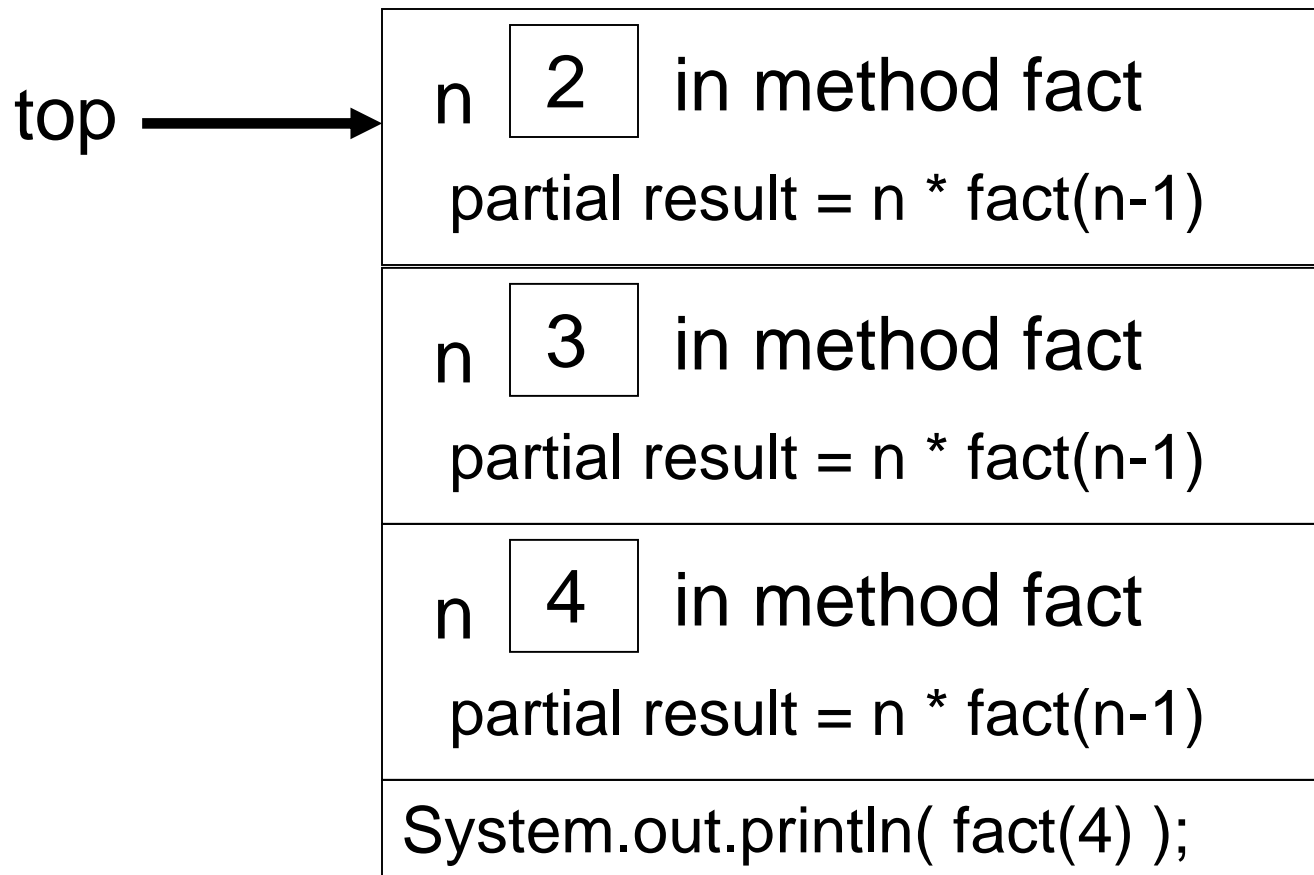 top
n 2 in method fact
partial result = n * fact(n-1)
n 3 in method fact
partial result = n * fact(n-1)
n 4 in method fact
partial result = n * fact(n-1)
System.out.println( fact(4) );